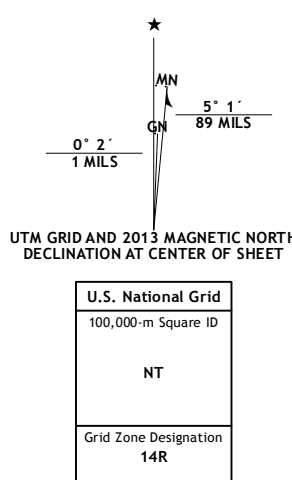 ★
MN
GN
5° 1´
89 MILS
0° 2´
1 MILS
UTM GRID AND 2013 MAGNETIC NORTH
DECLINATION AT CENTER OF SHEET
U.S. National Grid
100,000-m Square ID
NT
Grid Zone Designation
14R